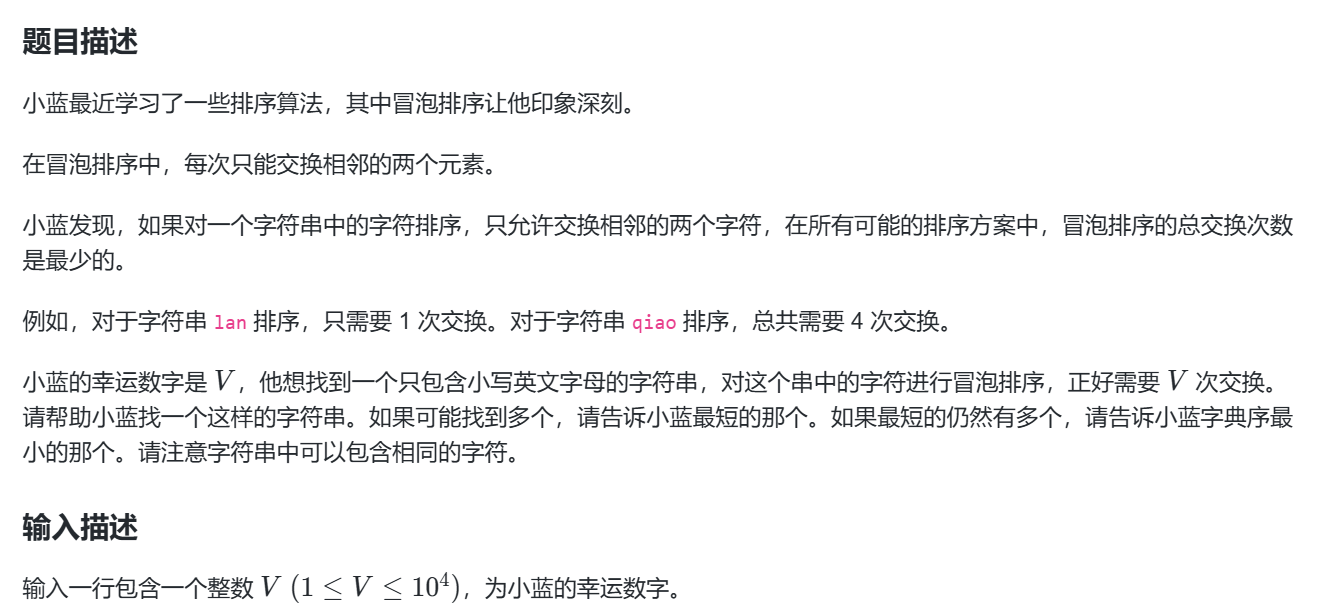 题目描述
小蓝最近学习了一些排序算法，其中冒泡排序让他印象深刻。
在冒泡排序中，每次只能交换相邻的两个元素。
小蓝发现，如果对一个字符串中的字符排序，只允许交换相邻的两个字符，在所有可能的排序方案中，冒泡排序的总交换次数
是最少的。
例如，对于字符串 lan 排序，只需要 1 次交换。对于字符串 qiao 排序，总共需要 4 次交换。
小蓝的幸运数字是 V，他想找到一个只包含小写英文字母的字符串，对这个串中的字符进行冒泡排序，正好需要 V 次交换。
请帮助小蓝找一个这样的字符串。如果可能找到多个，请告诉小蓝最短的那个。如果最短的仍然有多个，请告诉小蓝字典序最
小的那个。请注意字符串中可以包含相同的字符。
输入描述
输入一行包含一个整数 V (1 ≤ V ≤ 10⁴)，为小蓝的幸运数字。